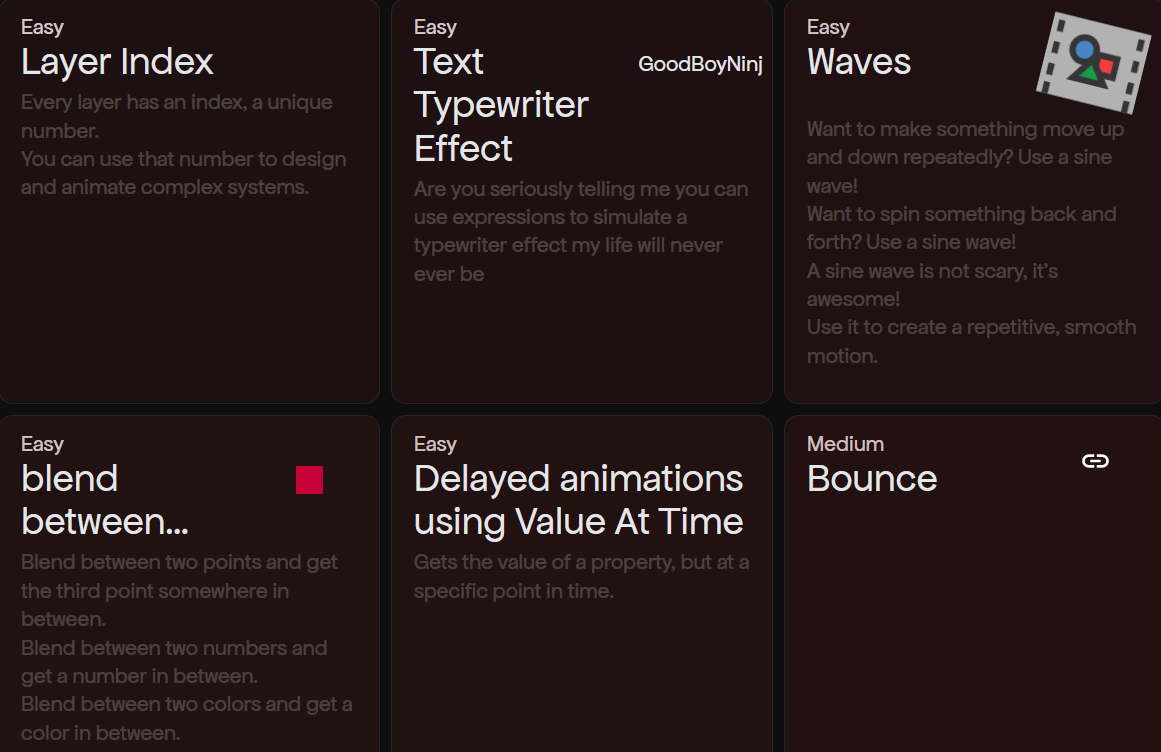 Easy
Layer Index
Every layer has an index, a unique
number.
You can use that number to design
and animate complex systems.
Easy
Text
Typewriter
Effect
GoodBoyNinj
Are you seriously telling me you can
use expressions to simulate a
typewriter effect my life will never
ever be
Easy
Waves
Want to make something move up
and down repeatedly? Use a sine
wave!
Want to spin something back and
forth? Use a sine wave!
A sine wave is not scary, it's
awesome!
Use it to create a repetitive, smooth
motion.
Easy
blend
between...
Blend between two points and get
the third point somewhere in
between.
Blend between two numbers and
get a number in between.
Blend between two colors and get a
color in between.
Easy
Delayed animations
using Value At Time
Gets the value of a property, but at a
specific point in time.
Medium
Bounce